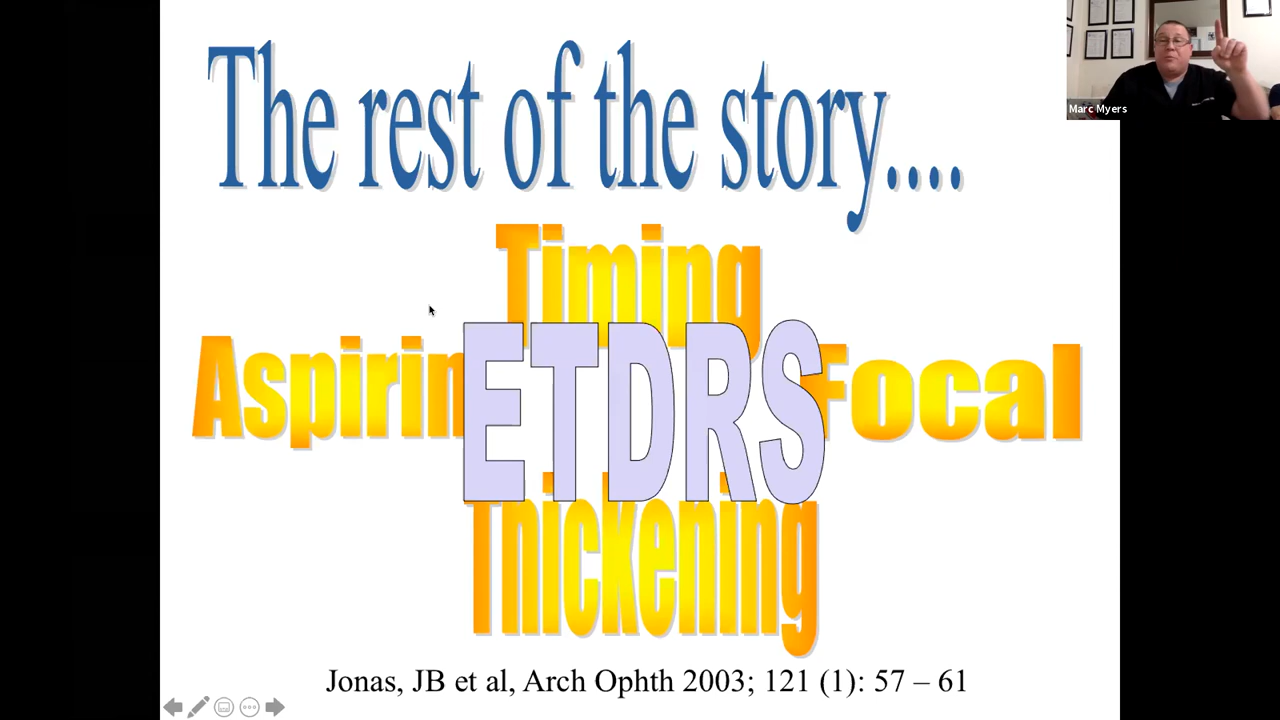 The rest of the story....
Marc Myers
Timing
Aspirin
ETDRS
Focal
Thickening
Jonas, JB et al, Arch Ophth 2003; 121 (1): 57 – 61